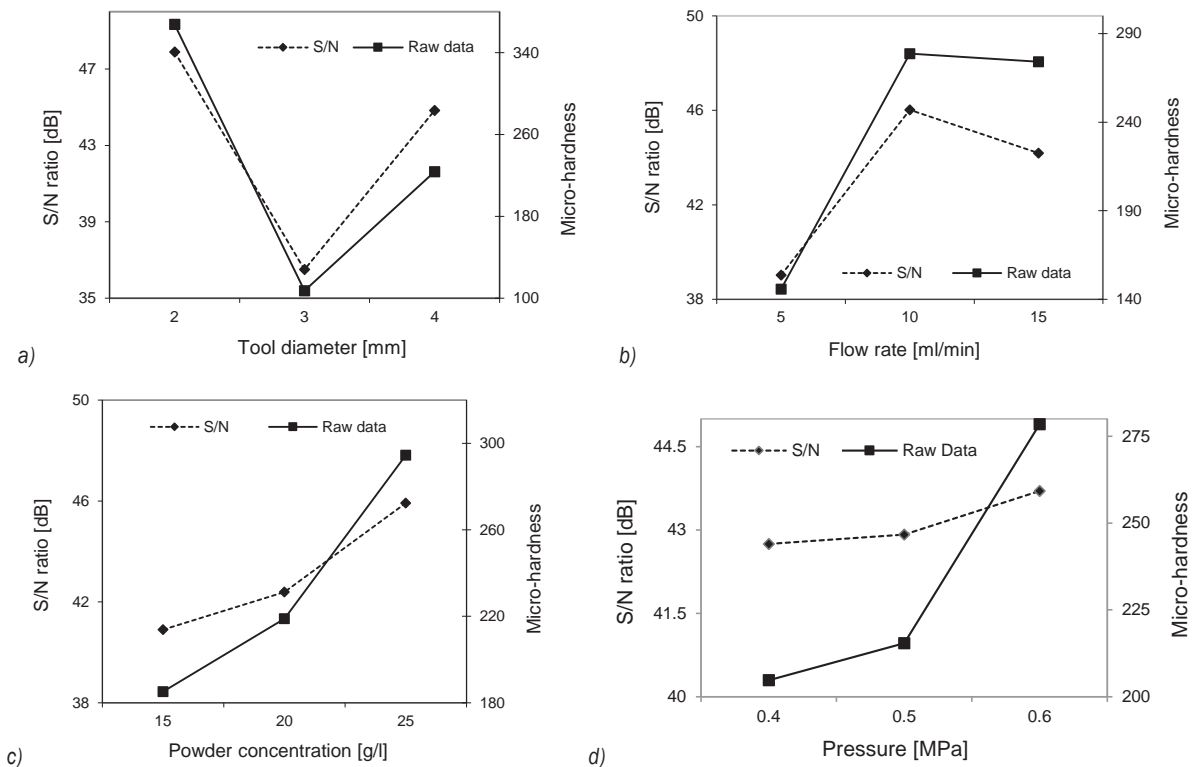 S/N Raw data
47
43
39
35
340
260
180
100
S/N ratio [dB]
Micro-hardness
2 3 4
Tool diameter [mm]
a)
50
46
42
38
290
240
190
140
S/N ratio [dB]
Micro-hardness
S/N Raw data
5 10 15
Flow rate [ml/min]
b)
50
46
42
38
300
260
220
180
S/N ratio [dB]
Micro-hardness
S/N Raw data
15 20 25
Powder concentration [g/l]
c)
44.5
43
41.5
40
275
250
225
200
S/N ratio [dB]
Micro-hardness
S/N Raw Data
0.4 0.5 0.6
Pressure [MPa]
d)